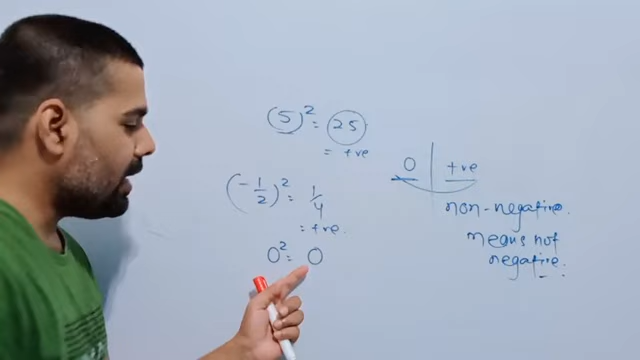 (5)² = 25
= +ve
(-1/2)² = 1/4
= +ve.
0² = 0
0 | +ve
non-negative.
means not
negative.